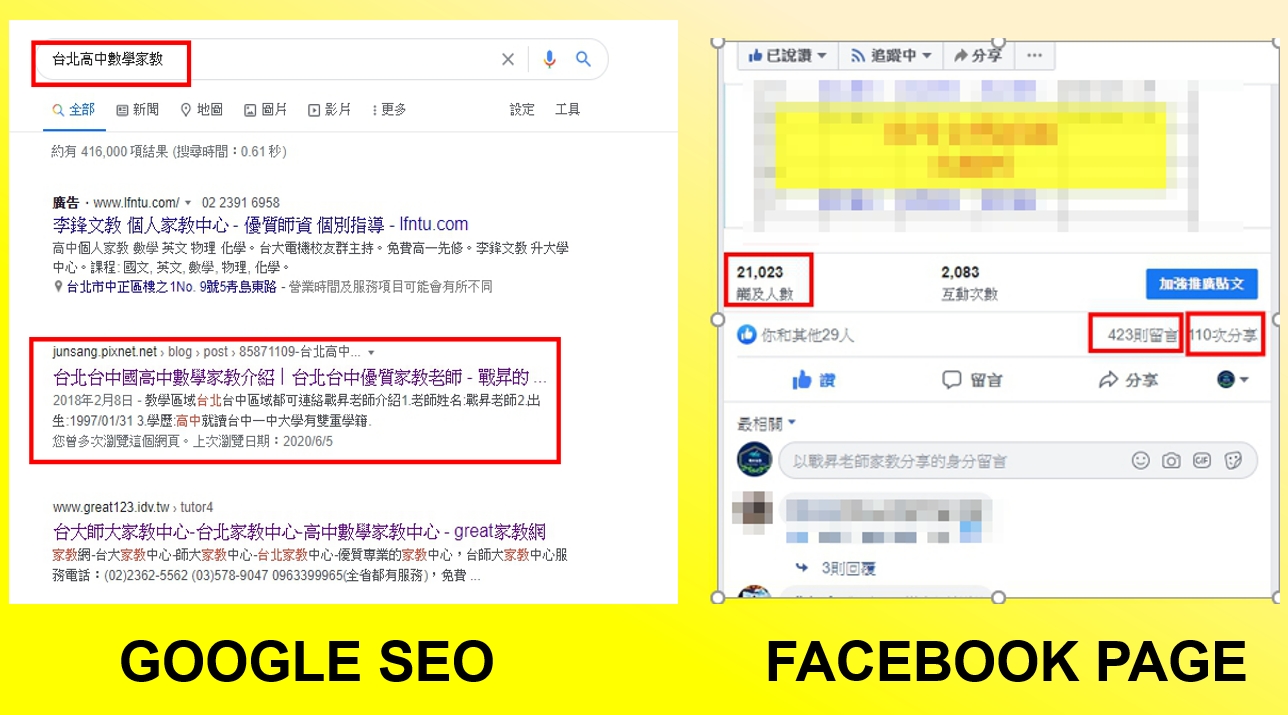 台北高中數學家教
全部 新聞 地圖 圖片 影片 更多 設定 工具
約有 416,000 項結果 (搜尋時間：0.61 秒)
廣告 · www.lfntu.com/ 02 2391 6958
李鋒文教 個人家教中心 - 優質師資 個別指導 - lfntu.com
高中個人家教 數學 英文 物理 化學。台大電機校友群主持。免費高一先修。李鋒文教 升大學
中心。課程: 國文, 英文, 數學, 物理, 化學。
台北市中正區樓之1No. 9號5青島東路 - 營業時間及服務項目可能會有所不同
junsang.pixnet.net › blog › post › 85871109-台北高中...
台北台中國高中數學家教介紹丨台北台中優質家教老師 - 戰昇的 ...
2018年2月8日 - 教學區域台北台中區域都可連絡戰昇老師介紹1.老師姓名:戰昇老師2.出
生:1997/01/31 3.學歷:高中就讀台中一中大學有雙重學籍.
您曾多次瀏覽這個網頁。上次瀏覽日期：2020/6/5
www.great123.idv.tw › tutor4
台大師大家教中心-台北家教中心-高中數學家教中心 - great家教網
家教網-台大家教中心-師大家教中心-台北家教中心-優質專業的家教中心，台師大家教中心服
務電話：(02)2362-5562 (03)578-9047 0963399965(全省都有服務)，免費 ...
GOOGLE SEO
已說讚 追蹤中 分享 ···
21,023 2,083
觸及人數 互動次數
加強推廣貼文
你和其他29人 423則留言 110次分享
讚 留言 分享
最相關
以戰昇老師家教分享的身分留言
GIF
3則回覆
FACEBOOK PAGE